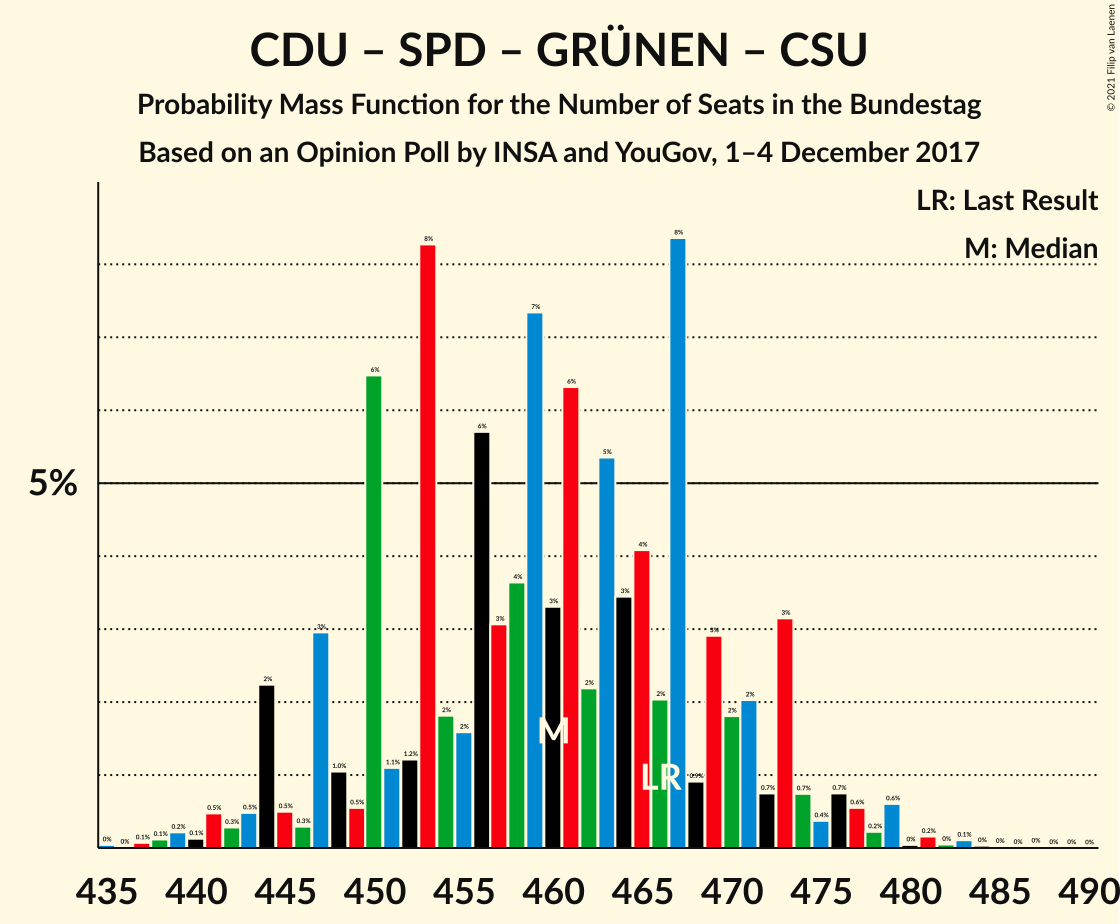 CDU – SPD – GRÜNEN – CSU
Probability Mass Function for the Number of Seats in the Bundestag
Based on an Opinion Poll by INSA and YouGov, 1–4 December 2017
© 2021 Filip van Laenen
LR: Last Result
M: Median
5%
0% 0% 0.1% 0.1% 0.2% 0.1% 0.5% 0.3% 0.5% 2% 0.5% 0.3% 3% 1.0% 0.5% 6% 1.1% 1.2% 8% 2% 2% 6% 3% 4% 7% 3% 6% 2% 5% 3% 4% 2% 8% 0.9% 3% 2% 2% 0.7% 3% 0.7% 0.4% 0.7% 0.6% 0.2% 0.6% 0% 0.2% 0% 0.1% 0% 0% 0% 0% 0% 0% 0%
M
LR
435 440 445 450 455 460 465 470 475 480 485 490